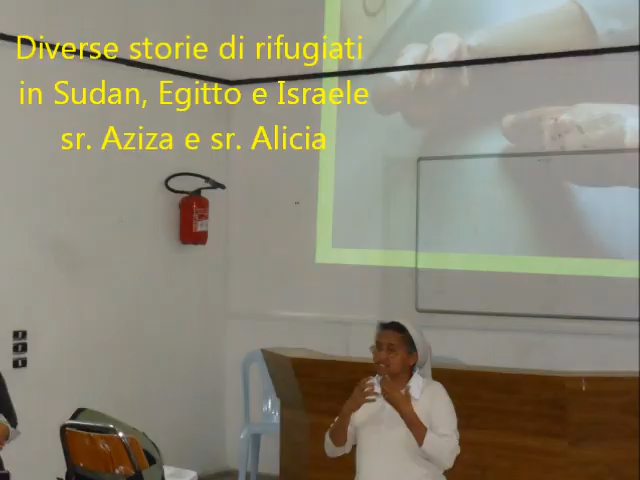 Diverse storie di rifugiati
in Sudan, Egitto e Israele
sr. Aziza e sr. Alicia